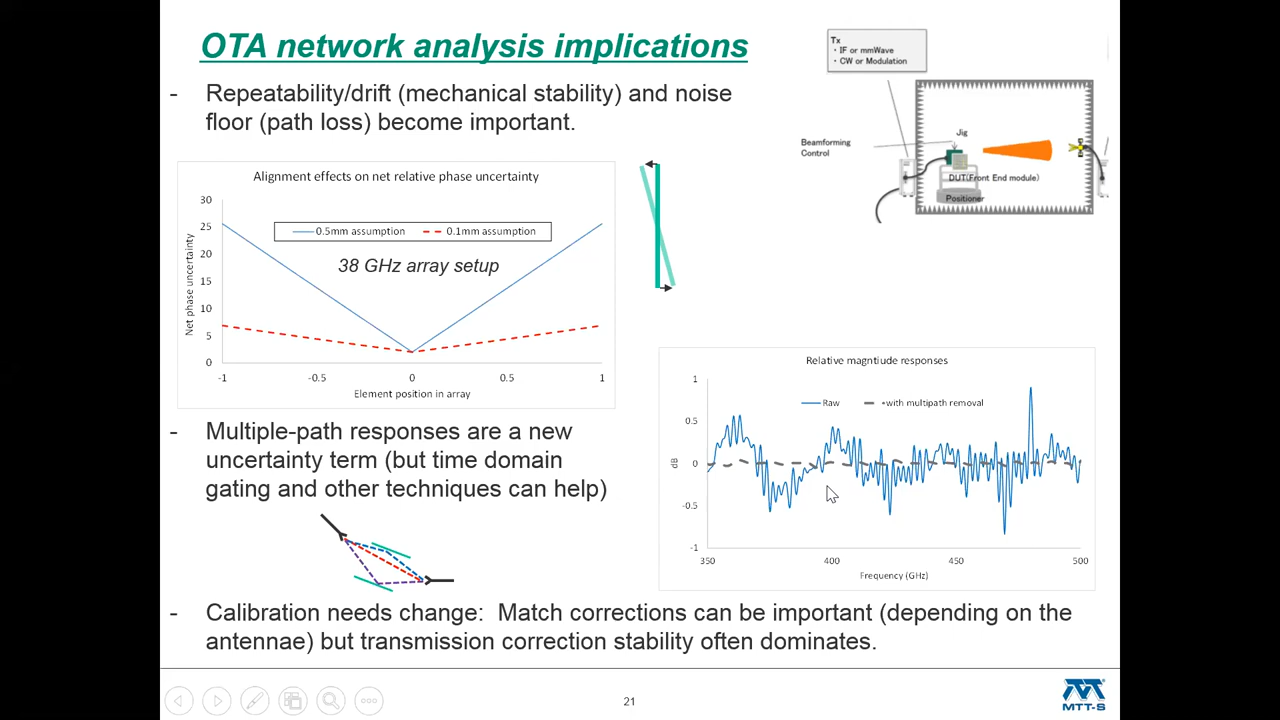 OTA network analysis implications
- Repeatability/drift (mechanical stability) and noise
floor (path loss) become important.
Tx
· IF or mmWave
· CW or Modulation
Beamforming
Control
Jig
DUT(Front End module)
Positioner
Alignment effects on net relative phase uncertainty
30
25
20
15
10
5
0
Net phase uncertainty
0.5mm assumption
0.1mm assumption
38 GHz array setup
-1
-0.5
0
0.5
1
Element position in array
Relative magntiude responses
1
0.5
0
-0.5
-1
dB
Raw
with multipath removal
350
400
450
500
Frequency (GHz)
- Multiple-path responses are a new
uncertainty term (but time domain
gating and other techniques can help)
- Calibration needs change: Match corrections can be important (depending on the
antennae) but transmission correction stability often dominates.
21
MTT-S